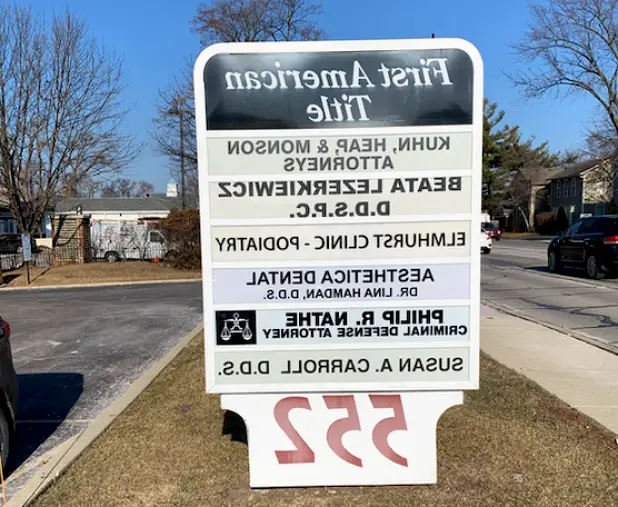 First American
Title
KUHN, HEAP & MONSON
ATTORNEYS
BEATA LEZERKIEWICZ
D.D.S.P.C.
ELMHURST CLINIC - PODIATRY
AESTHETICA DENTAL
DR. LINA HAMDAN, D.D.S.
PHILIP R. NATHE
CRIMINAL DEFENSE ATTORNEY
SUSAN A. CARROLL D.D.S.
552